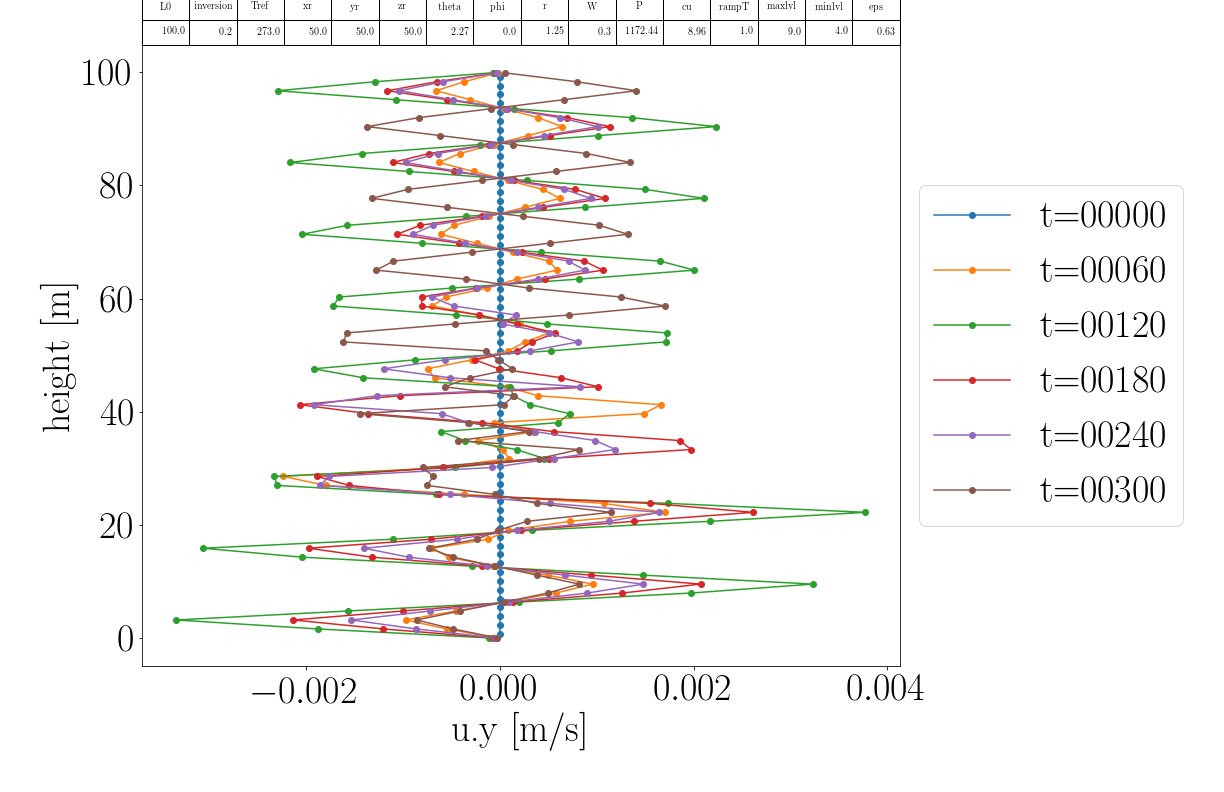 L0 inversion Tref xr yr zr theta phi r W P cu rampT maxlvl minlvl eps
100.0 0.2 273.0 50.0 50.0 50.0 2.27 0.0 1.25 0.3 1172.44 8.96 1.0 9.0 4.0 0.63
100
80
60
40
20
0
height [m]
−0.002 0.000 0.002 0.004
u.y [m/s]
t=00000
t=00060
t=00120
t=00180
t=00240
t=00300